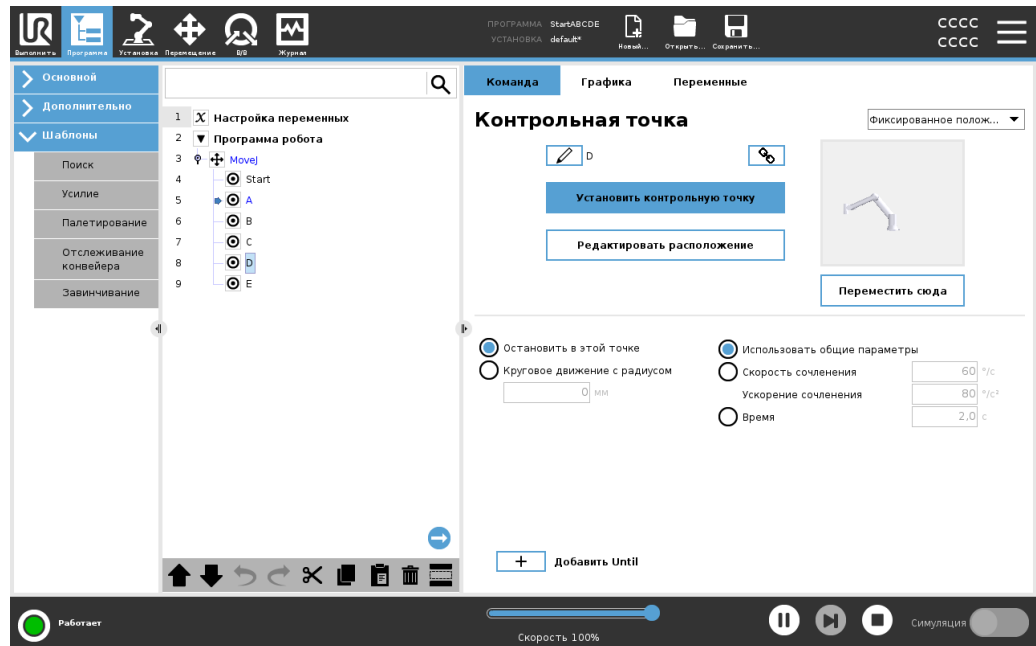 UR
ПРОГРАММА StartABCDE
УСТАНОВКА default*
CCCC
CCCC
Выполнить Программа Установка Перемещение В/В Журнал
Новый... Открыть... Сохранить...
Основной
Дополнительно
Шаблоны
Поиск
Усилие
Палетирование
Отслеживание
конвейера
Завинчивание
1 X Настройка переменных
2 Программа робота
3 MoveJ
4 Start
5 A
6 B
7 C
8 D
9 E
Команда Графика Переменные
Контрольная точка
Фиксированное полож...
D
Установить контрольную точку
Редактировать расположение
Переместить сюда
Остановить в этой точке
Круговое движение с радиусом
0 мм
Использовать общие параметры
Скорость сочленения 60 °/с
Ускорение сочленения 80 °/с²
Время 2,0 с
+ Добавить Until
Работает
Скорость 100%
Симуляция